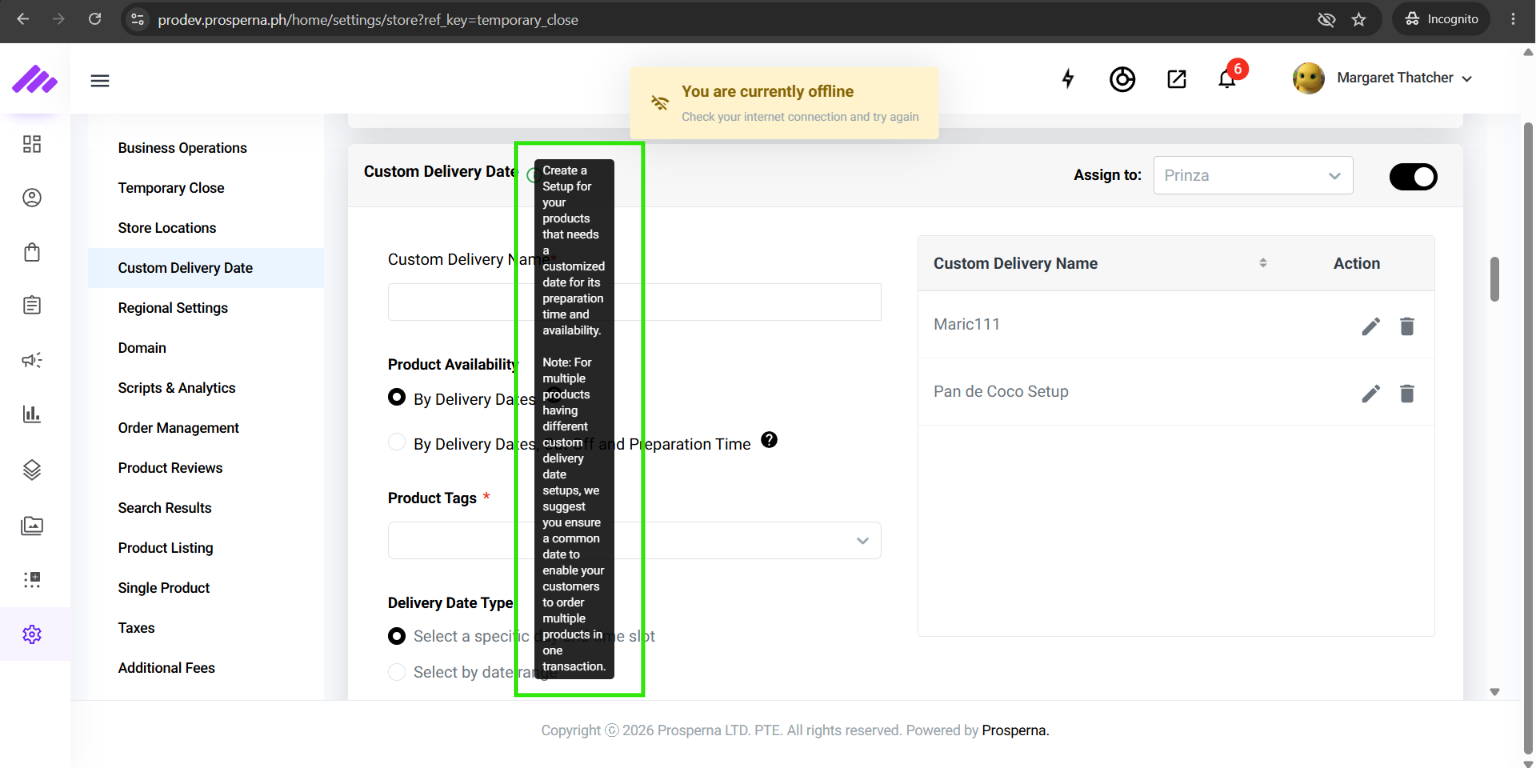 prodev.prosperna.ph/home/settings/store?ref_key=temporary_close
Incognito
You are currently offline
Check your internet connection and try again
6
Margaret Thatcher
Business Operations
Temporary Close
Store Locations
Custom Delivery Date
Regional Settings
Domain
Scripts & Analytics
Order Management
Product Reviews
Search Results
Product Listing
Single Product
Taxes
Additional Fees
Custom Delivery Date
Assign to:
Prinza
Create a
Setup for
your
products
that needs
a
customized
date for its
preparation
time and
availability.
Note: For
multiple
products
having
different
custom
delivery
date
setups, we
suggest
you ensure
a common
date to
enable your
customers
to order
multiple
products in
one
transaction.
Custom Delivery Name
Product Availability
By Delivery Dates
By Delivery Dates, and Preparation Time ?
Product Tags *
Delivery Date Type
Select a specific slot
Select by date range
Custom Delivery Name
Action
Maric111
Pan de Coco Setup
Copyright © 2026 Prosperna LTD. PTE. All rights reserved. Powered by Prosperna.